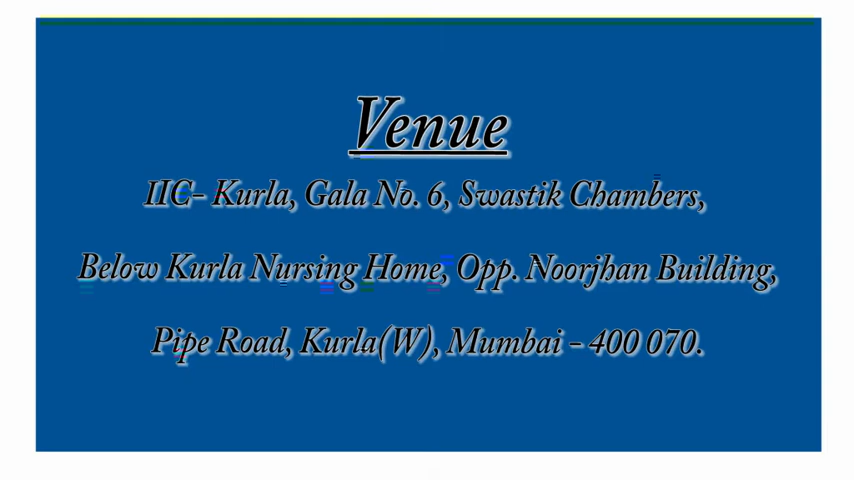 Venue
IIC- Kurla, Gala No. 6, Swastik Chambers,
Below Kurla Nursing Home, Opp. Noorjhan Building,
Pipe Road, Kurla(W), Mumbai - 400 070.